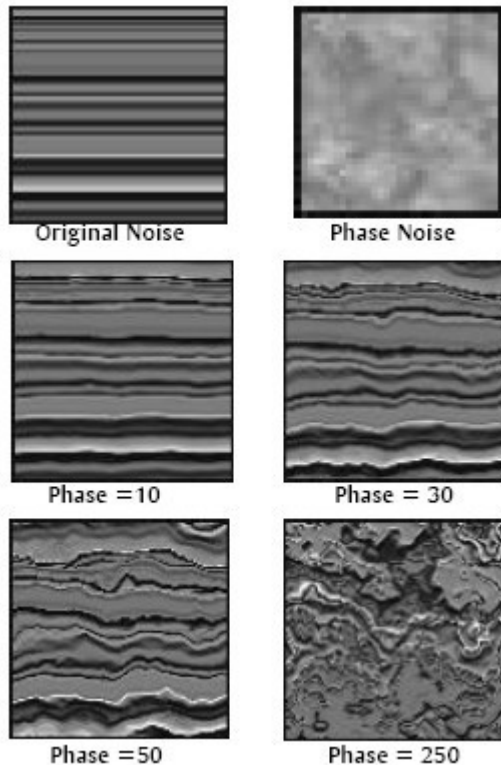 Original Noise
Phase Noise
Phase =10
Phase = 30
Phase =50
Phase = 250